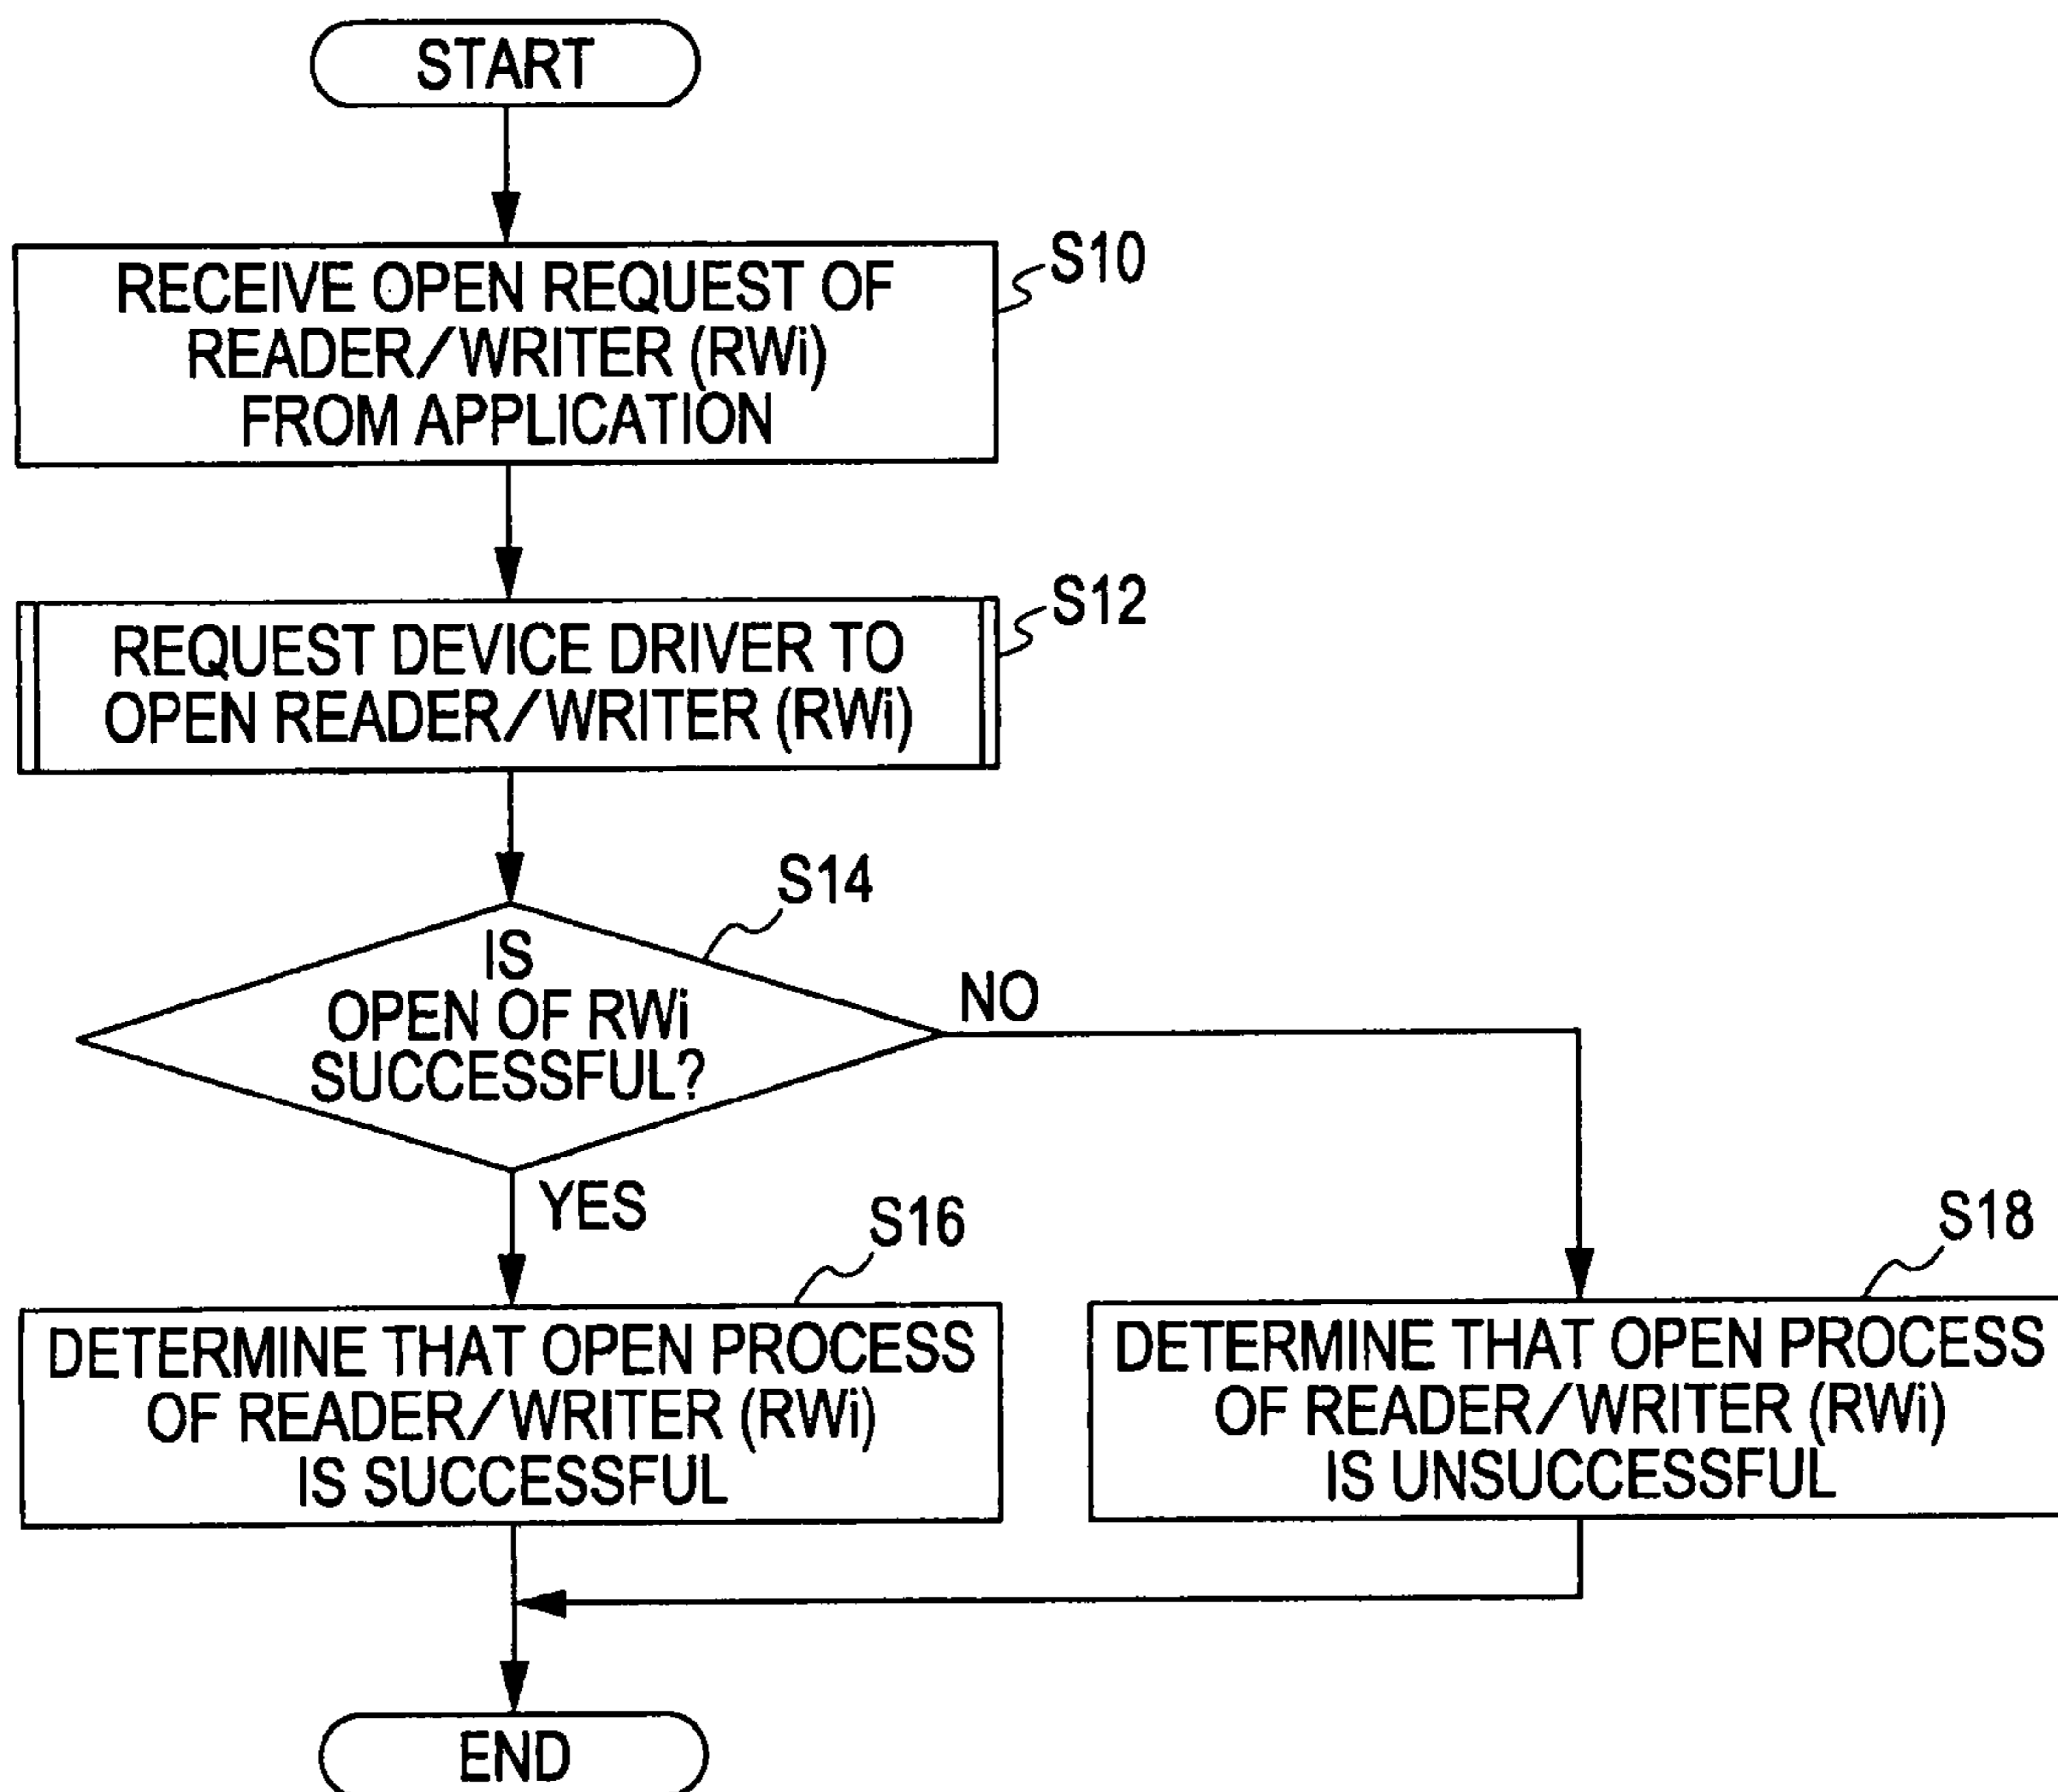 START
S10
RECEIVE OPEN REQUEST OF
READER/WRITER (RWi)
FROM APPLICATION
S12
REQUEST DEVICE DRIVER TO
OPEN READER/WRITER (RWi)
S14
IS
OPEN OF RWi
SUCCESSFUL?
NO
YES
S16
DETERMINE THAT OPEN PROCESS
OF READER/WRITER (RWi)
IS SUCCESSFUL
S18
DETERMINE THAT OPEN PROCESS
OF READER/WRITER (RWi)
IS UNSUCCESSFUL
END